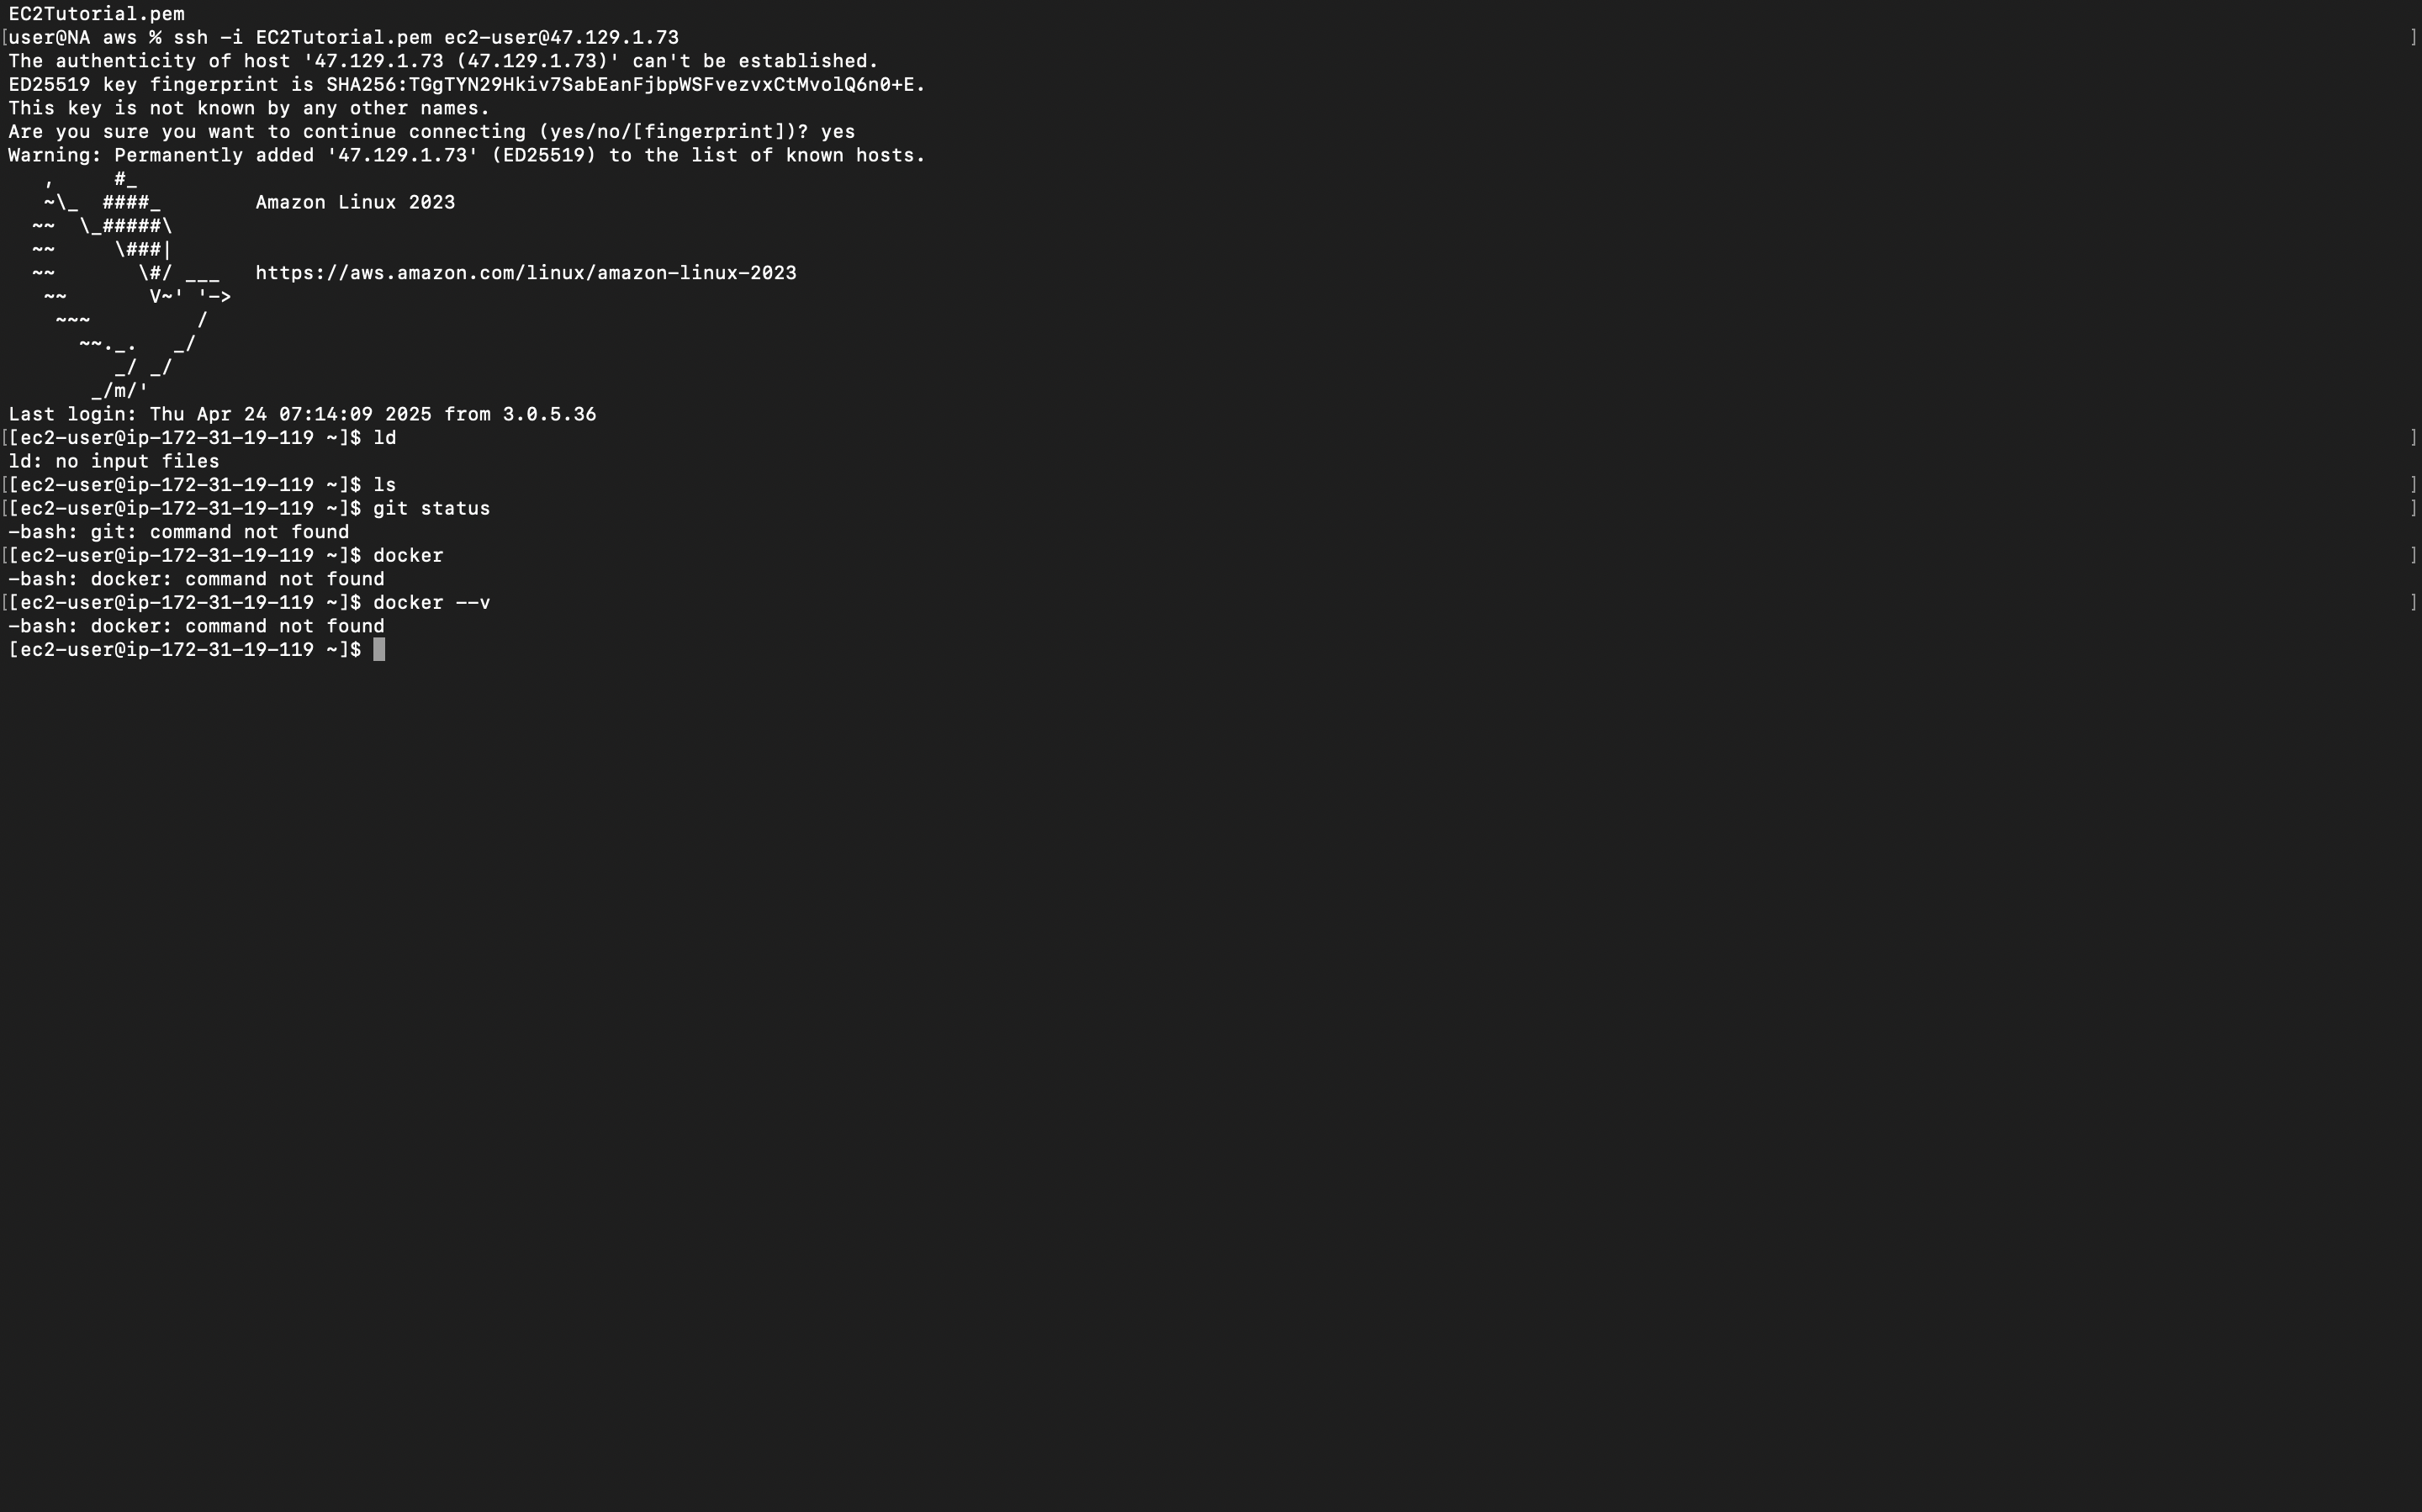 EC2Tutorial.pem
[user@NA aws % ssh -i EC2Tutorial.pem ec2-user@47.129.1.73 ]
The authenticity of host '47.129.1.73 (47.129.1.73)' can't be established.
ED25519 key fingerprint is SHA256:TGgTYN29Hkiv7SabEanFjbpWSFvezvxCtMvolQ6n0+E.
This key is not known by any other names.
Are you sure you want to continue connecting (yes/no/[fingerprint])? yes
Warning: Permanently added '47.129.1.73' (ED25519) to the list of known hosts.
   ,     #_
   ~\_  ####_        Amazon Linux 2023
  ~~  \_#####\
  ~~     \###|
  ~~       \#/ ___   https://aws.amazon.com/linux/amazon-linux-2023
   ~~       V~' '->
    ~~~         /
      ~~._.   _/
         _/ _/
       _/m/'
Last login: Thu Apr 24 07:14:09 2025 from 3.0.5.36
[[ec2-user@ip-172-31-19-119 ~]$ ld ]
ld: no input files
[[ec2-user@ip-172-31-19-119 ~]$ ls ]
[[ec2-user@ip-172-31-19-119 ~]$ git status ]
-bash: git: command not found
[[ec2-user@ip-172-31-19-119 ~]$ docker ]
-bash: docker: command not found
[[ec2-user@ip-172-31-19-119 ~]$ docker --v ]
-bash: docker: command not found
[ec2-user@ip-172-31-19-119 ~]$